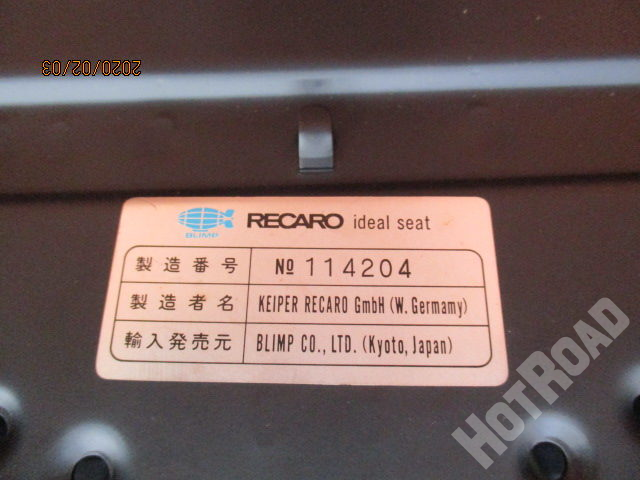 2020/02/03
BLIMP
RECARO ideal seat
製造番号 № 114204
製造者名 KEIPER RECARO GmbH (W. Germamy)
輸入発売元 BLIMP CO., LTD. (Kyoto, Japan)
HOTROAD